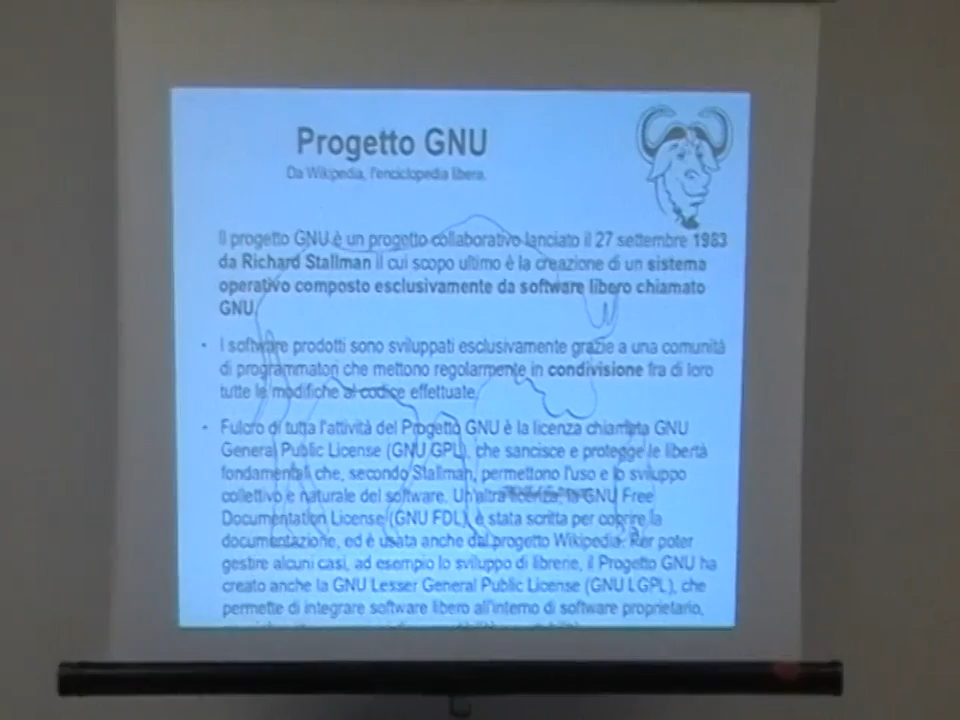 Progetto GNU
Da Wikipedia, l'enciclopedia libera.
Il progetto GNU è un progetto collaborativo lanciato il 27 settembre 1983
da Richard Stallman il cui scopo ultimo è la creazione di un sistema
operativo composto esclusivamente da software libero chiamato
GNU.
• I software prodotti sono sviluppati esclusivamente grazie a una comunità
di programmatori che mettono regolarmente in condivisione fra di loro
tutte le modifiche al codice effettuate.
• Fulcro di tutta l'attività del Progetto GNU è la licenza chiamata GNU
General Public License (GNU GPL), che sancisce e protegge le libertà
fondamentali che, secondo Stallman, permettono l'uso e lo sviluppo
collettivo e naturale del software. Un'altra licenza, la GNU Free
Documentation License (GNU FDL), è stata scritta per coprire la
documentazione, ed è usata anche dal progetto Wikipedia. Per poter
gestire alcuni casi, ad esempio lo sviluppo di librerie, il Progetto GNU ha
creato anche la GNU Lesser General Public License (GNU LGPL), che
permette di integrare software libero all'interno di software proprietario,